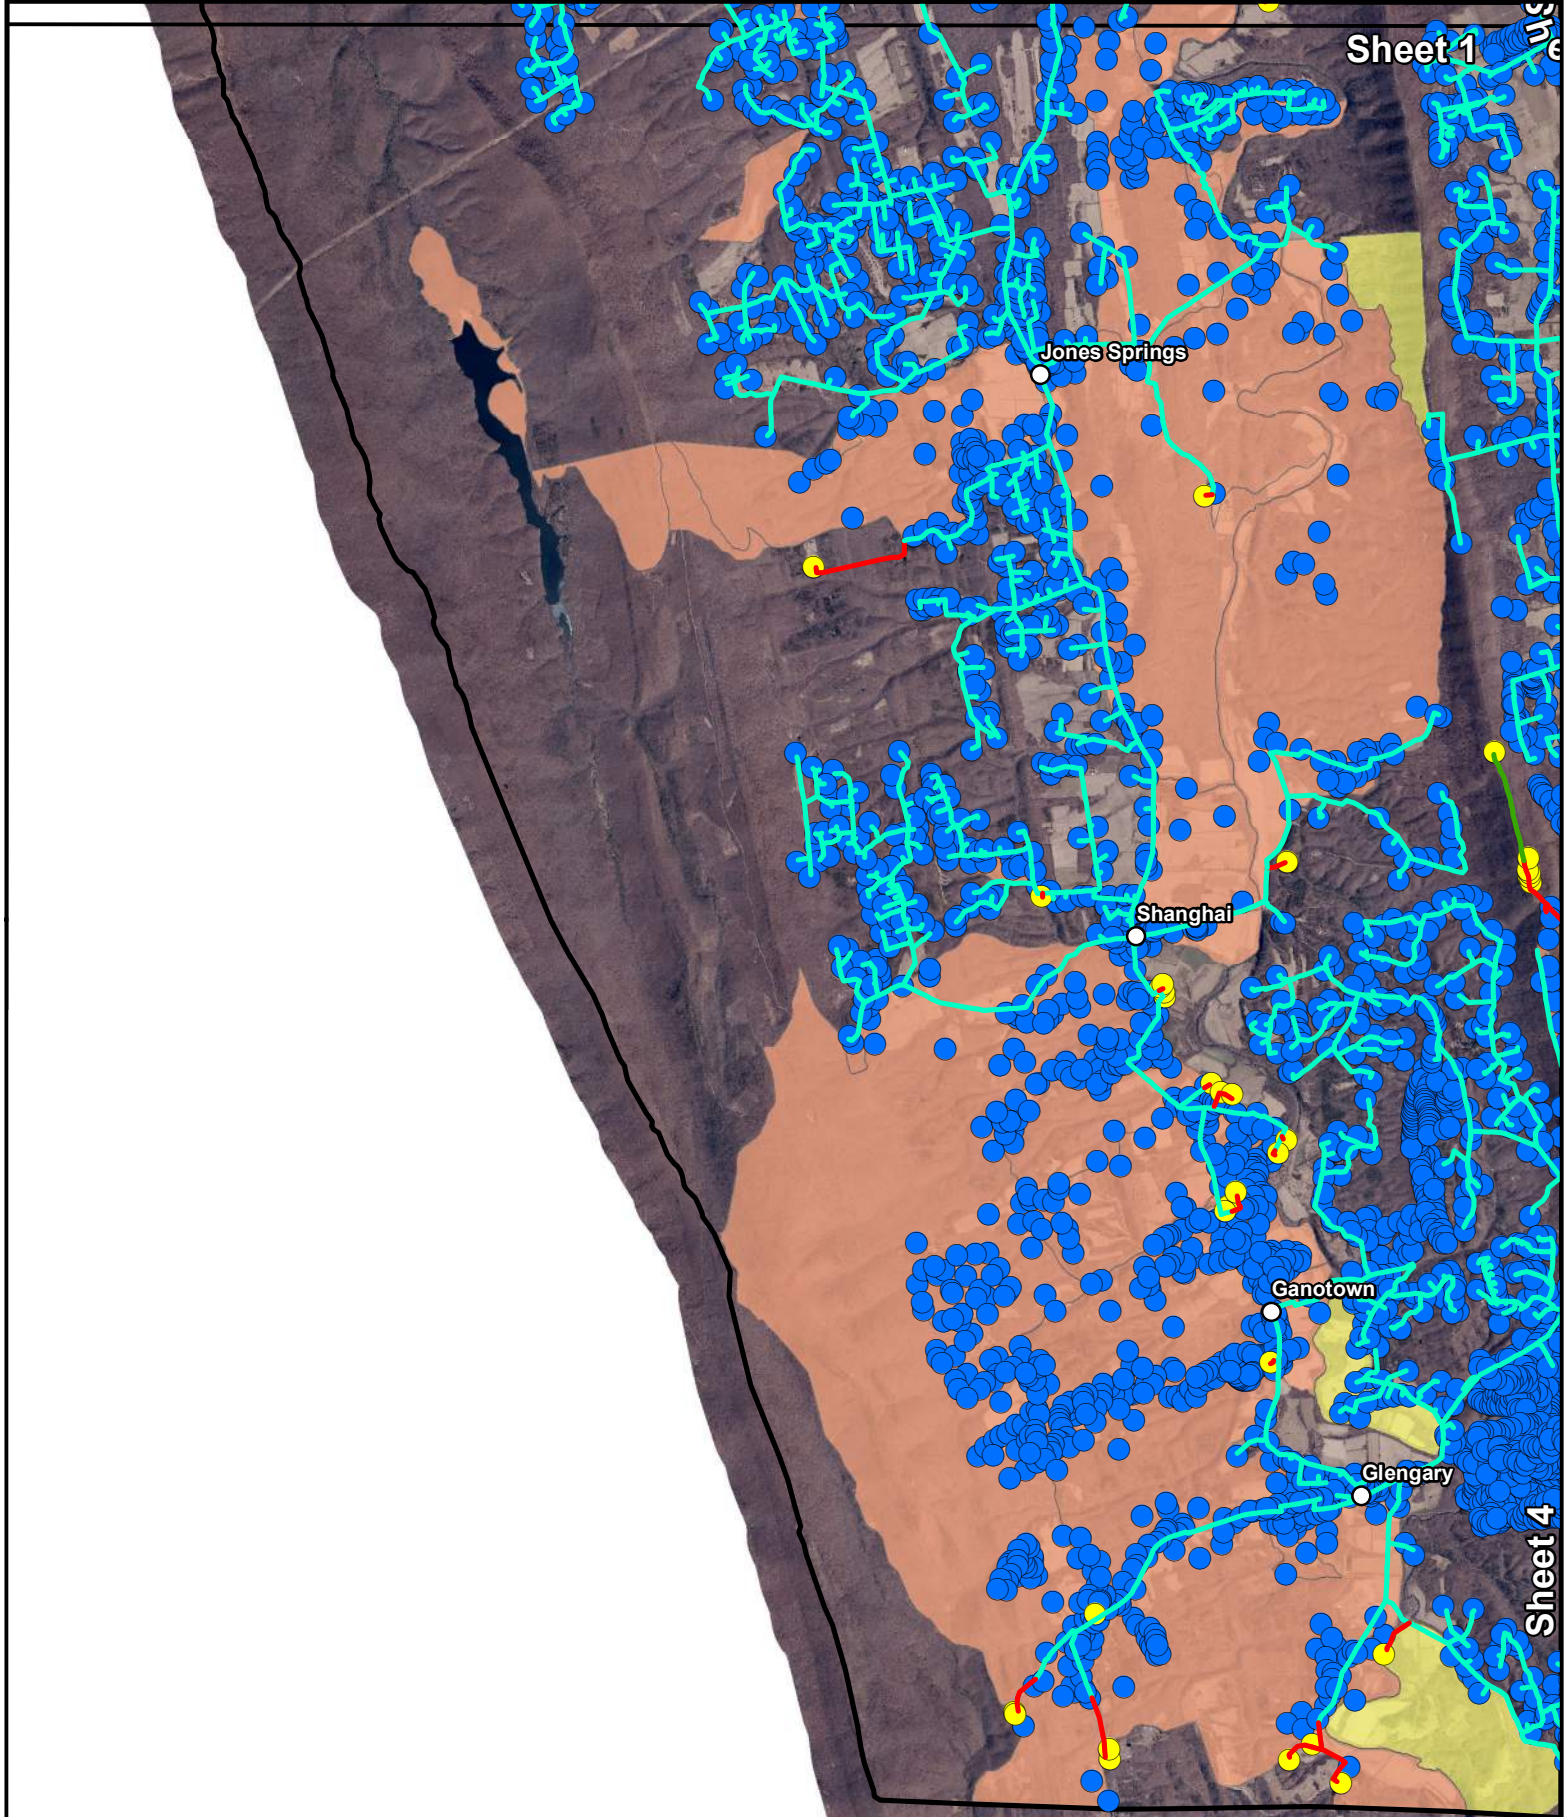 Sheet 1
Jones Springs
Shanghai
Ganotown
Glengary
Sheet 4